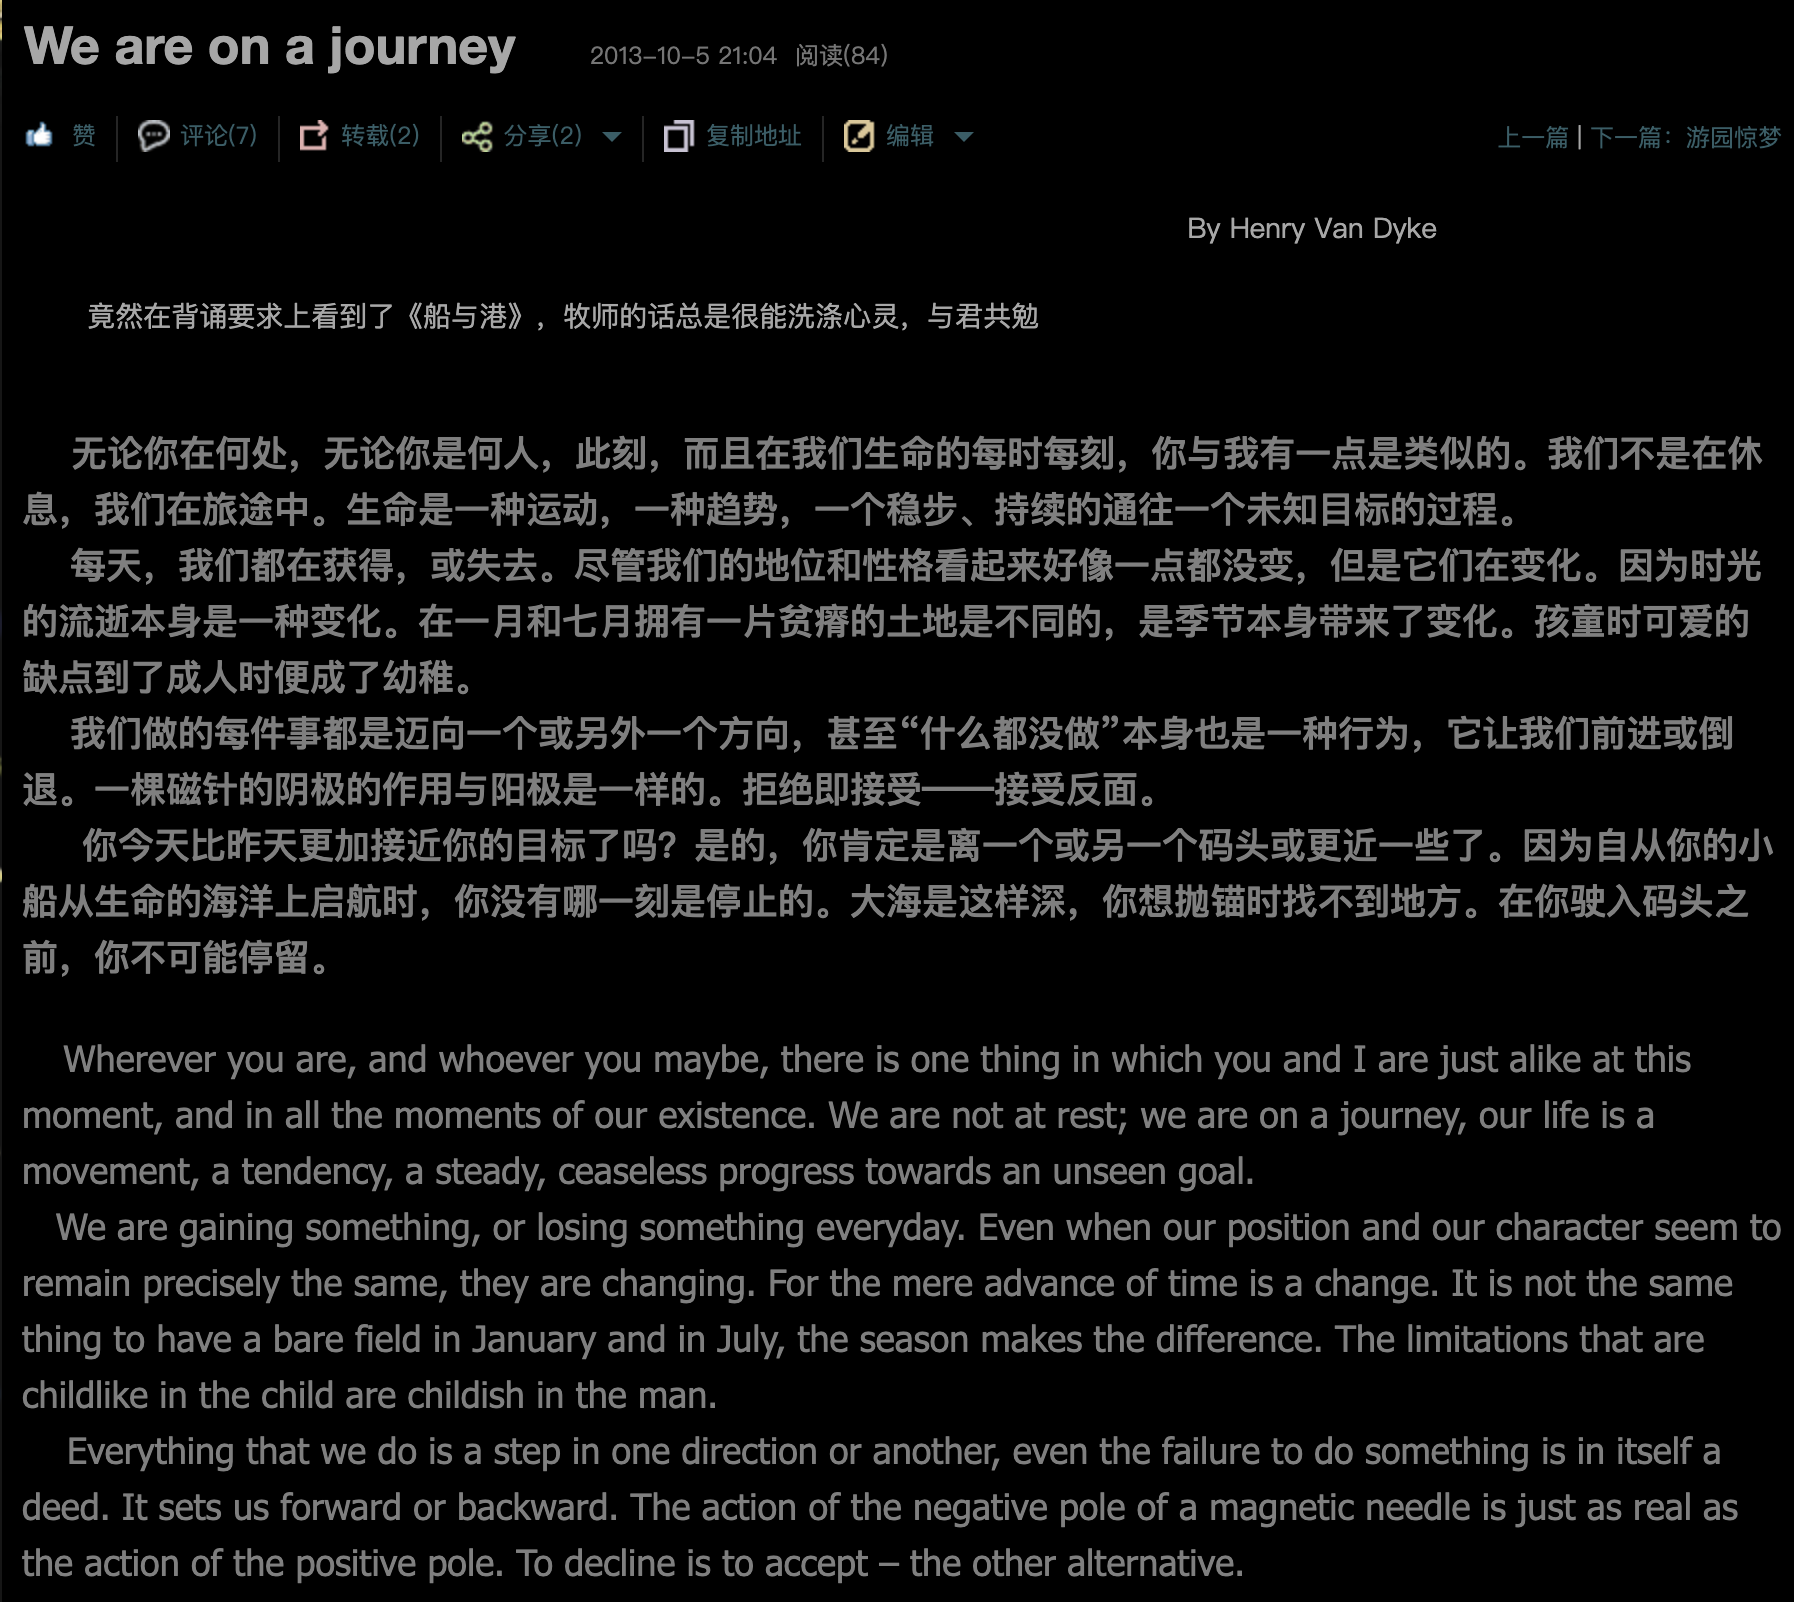 We are on a journey 2013-10-5 21:04 阅读(84)
赞 评论(7) 转载(2) 分享(2) 复制地址 编辑 上一篇 | 下一篇：游园惊梦
By Henry Van Dyke
竟然在背诵要求上看到了《船与港》，牧师的话总是很能洗涤心灵，与君共勉
无论你在何处，无论你是何人，此刻，而且在我们生命的每时每刻，你与我有一点是类似的。我们不是在休
息，我们在旅途中。生命是一种运动，一种趋势，一个稳步、持续的通往一个未知目标的过程。
每天，我们都在获得，或失去。尽管我们的地位和性格看起来好像一点都没变，但是它们在变化。因为时光
的流逝本身是一种变化。在一月和七月拥有一片贫瘠的土地是不同的，是季节本身带来了变化。孩童时可爱的
缺点到了成人时便成了幼稚。
我们做的每件事都是迈向一个或另外一个方向，甚至“什么都没做”本身也是一种行为，它让我们前进或倒
退。一棵磁针的阴极的作用与阳极是一样的。拒绝即接受——接受反面。
你今天比昨天更加接近你的目标了吗？是的，你肯定是离一个或另一个码头或更近一些了。因为自从你的小
船从生命的海洋上启航时，你没有哪一刻是停止的。大海是这样深，你想抛锚时找不到地方。在你驶入码头之
前，你不可能停留。
Wherever you are, and whoever you maybe, there is one thing in which you and I are just alike at this
moment, and in all the moments of our existence. We are not at rest; we are on a journey, our life is a
movement, a tendency, a steady, ceaseless progress towards an unseen goal.
We are gaining something, or losing something everyday. Even when our position and our character seem to
remain precisely the same, they are changing. For the mere advance of time is a change. It is not the same
thing to have a bare field in January and in July, the season makes the difference. The limitations that are
childlike in the child are childish in the man.
Everything that we do is a step in one direction or another, even the failure to do something is in itself a
deed. It sets us forward or backward. The action of the negative pole of a magnetic needle is just as real as
the action of the positive pole. To decline is to accept – the other alternative.